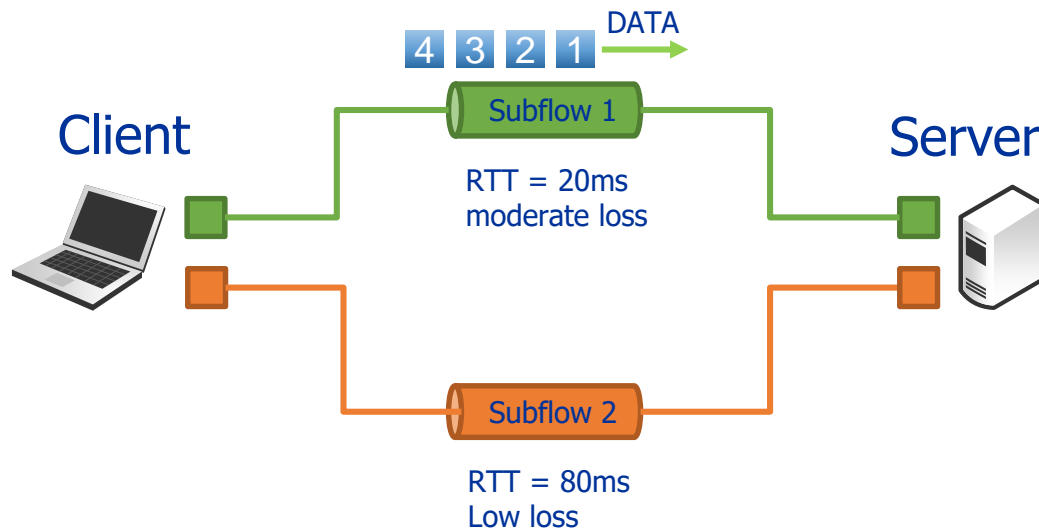 DATA
4 3 2 1
Subflow 1
Client
Server
RTT = 20ms
moderate loss
Subflow 2
RTT = 80ms
Low loss